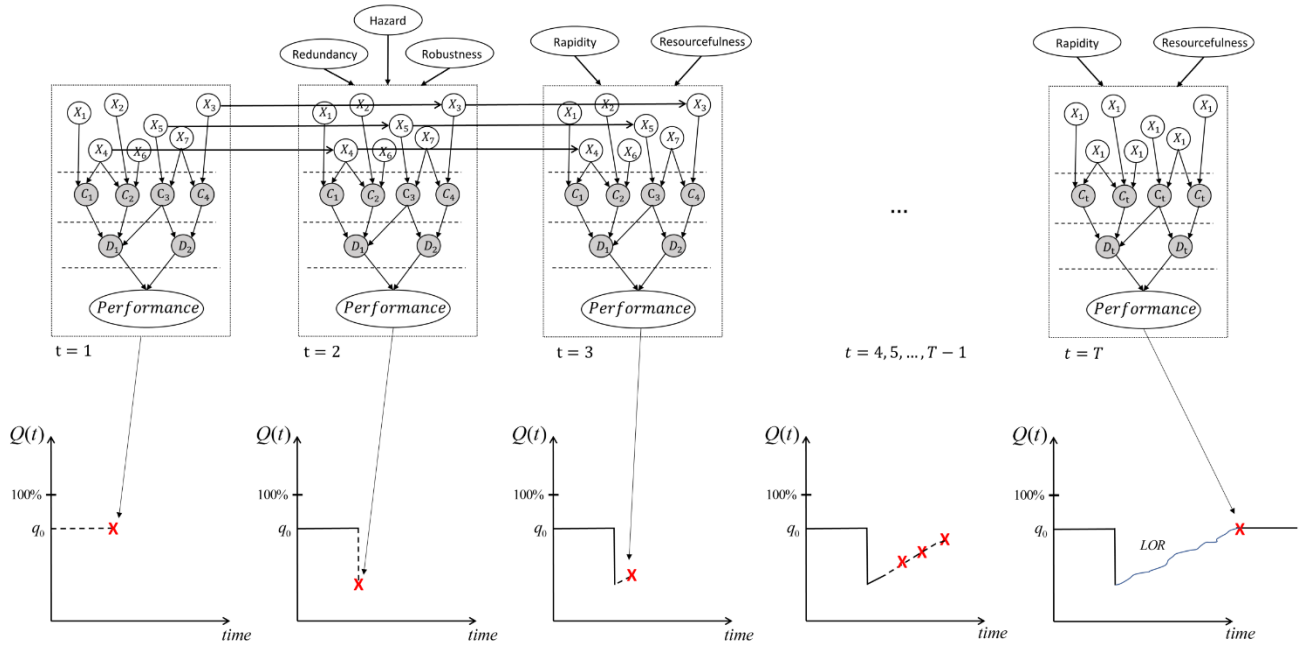 Hazard
Redundancy
Robustness
Rapidity
Resourcefulness
Rapidity
Resourcefulness
X₁ X₂ X₃
X₅ X₇
X₄ X₆
C₁ C₂ C₃ C₄
D₁ D₂
Performance
t = 1
X₁ X₂ X₃
X₅ X₇
X₄ X₆
C₁ C₂ C₃ C₄
D₁ D₂
Performance
t = 2
X₁ X₂ X₃
X₅ X₇
X₄ X₆
C₁ C₂ C₃ C₄
D₁ D₂
Performance
t = 3
...
t = 4, 5, ..., T − 1
X₁ X₁ X₁
X₁ X₁
X₁ X₁
Cₜ Cₜ Cₜ Cₜ
Dₜ Dₜ
Performance
t = T
Q(t)
100%
q₀
X
time
Q(t)
100%
q₀
X
time
Q(t)
100%
q₀
X
time
Q(t)
100%
q₀
X X X
time
Q(t)
100%
q₀
X
LOR
time